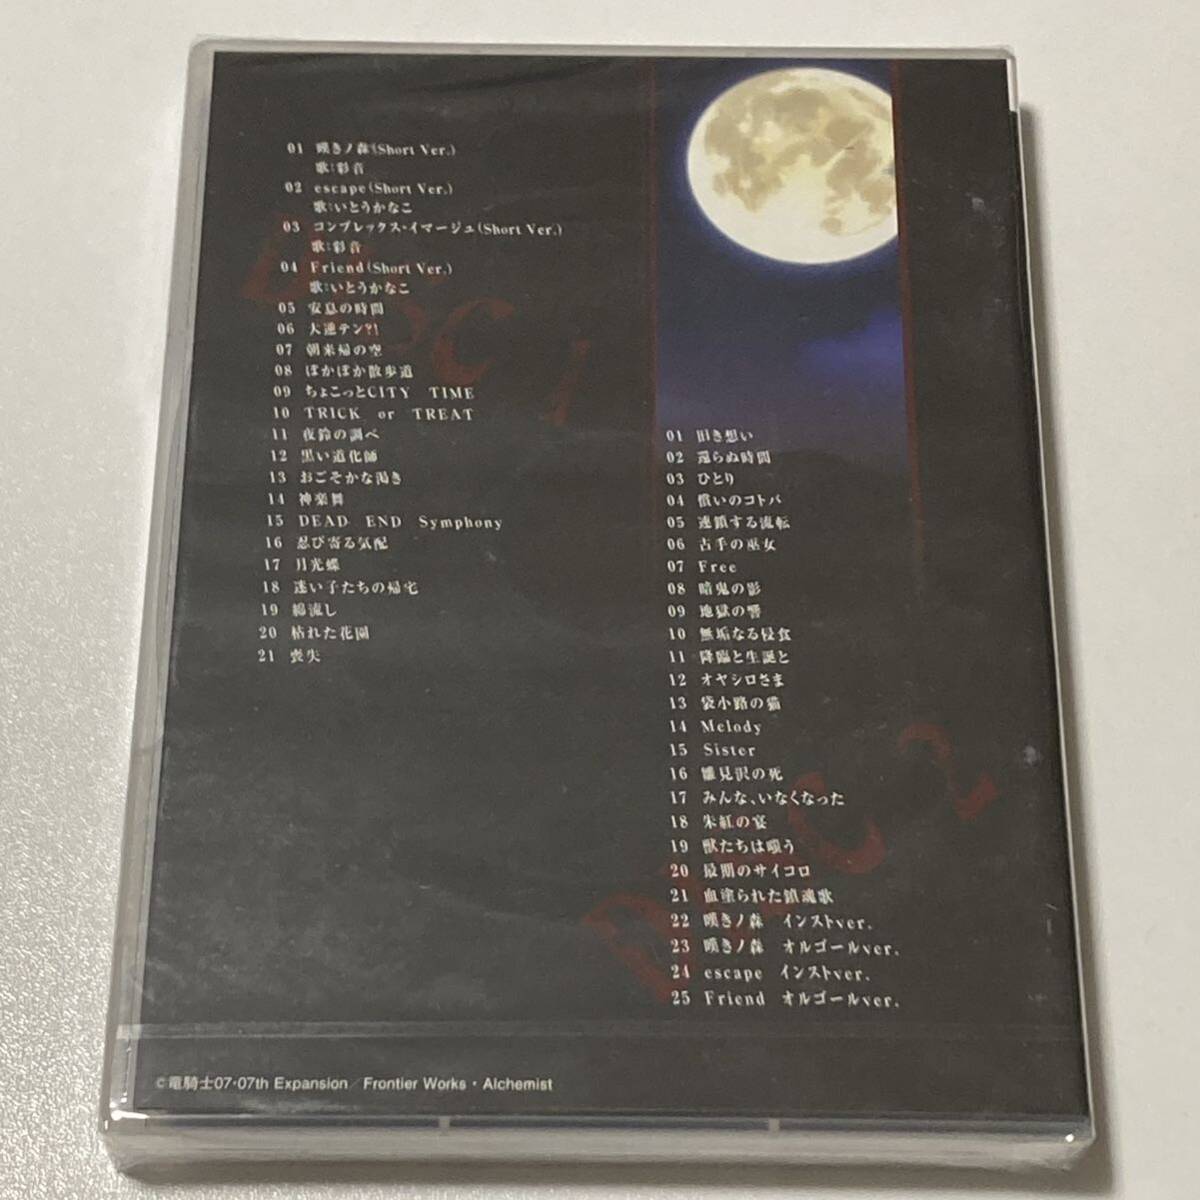 Disc 1
01 嘆きノ森(Short Ver.)
歌:彩音
02 escape(Short Ver.)
歌:いとうかなこ
03 コンプレックス・イマージュ(Short Ver.)
歌:彩音
04 Friend(Short Ver.)
歌:いとうかなこ
05 安息の時間
06 大逆テン?!
07 朝来帰の空
08 ぽかぽか散歩道
09 ちょこっとCITY TIME
10 TRICK or TREAT
11 夜鈴の調べ
12 黒い道化師
13 おごそかな渇き
14 神楽舞
15 DEAD END Symphony
16 忍び寄る気配
17 月光蝶
18 迷い子たちの帰宅
19 綿流し
20 枯れた花園
21 喪失
Disc 2
01 旧き想い
02 還らぬ時間
03 ひとり
04 償いのコトバ
05 連鎖する流転
06 古手の巫女
07 Free
08 暗鬼の影
09 地獄の響
10 無垢なる侵食
11 降臨と生誕と
12 オヤシロさま
13 袋小路の猫
14 Melody
15 Sister
16 雛見沢の死
17 みんな、いなくなった
18 朱紅の宴
19 獣たちは嗤う
20 最期のサイコロ
21 血塗られた鎮魂歌
22 嘆きノ森 インストver.
23 嘆きノ森 オルゴールver.
24 escape インストver.
25 Friend オルゴールver.
c竜騎士07・07th Expansion／Frontier Works・Alchemist